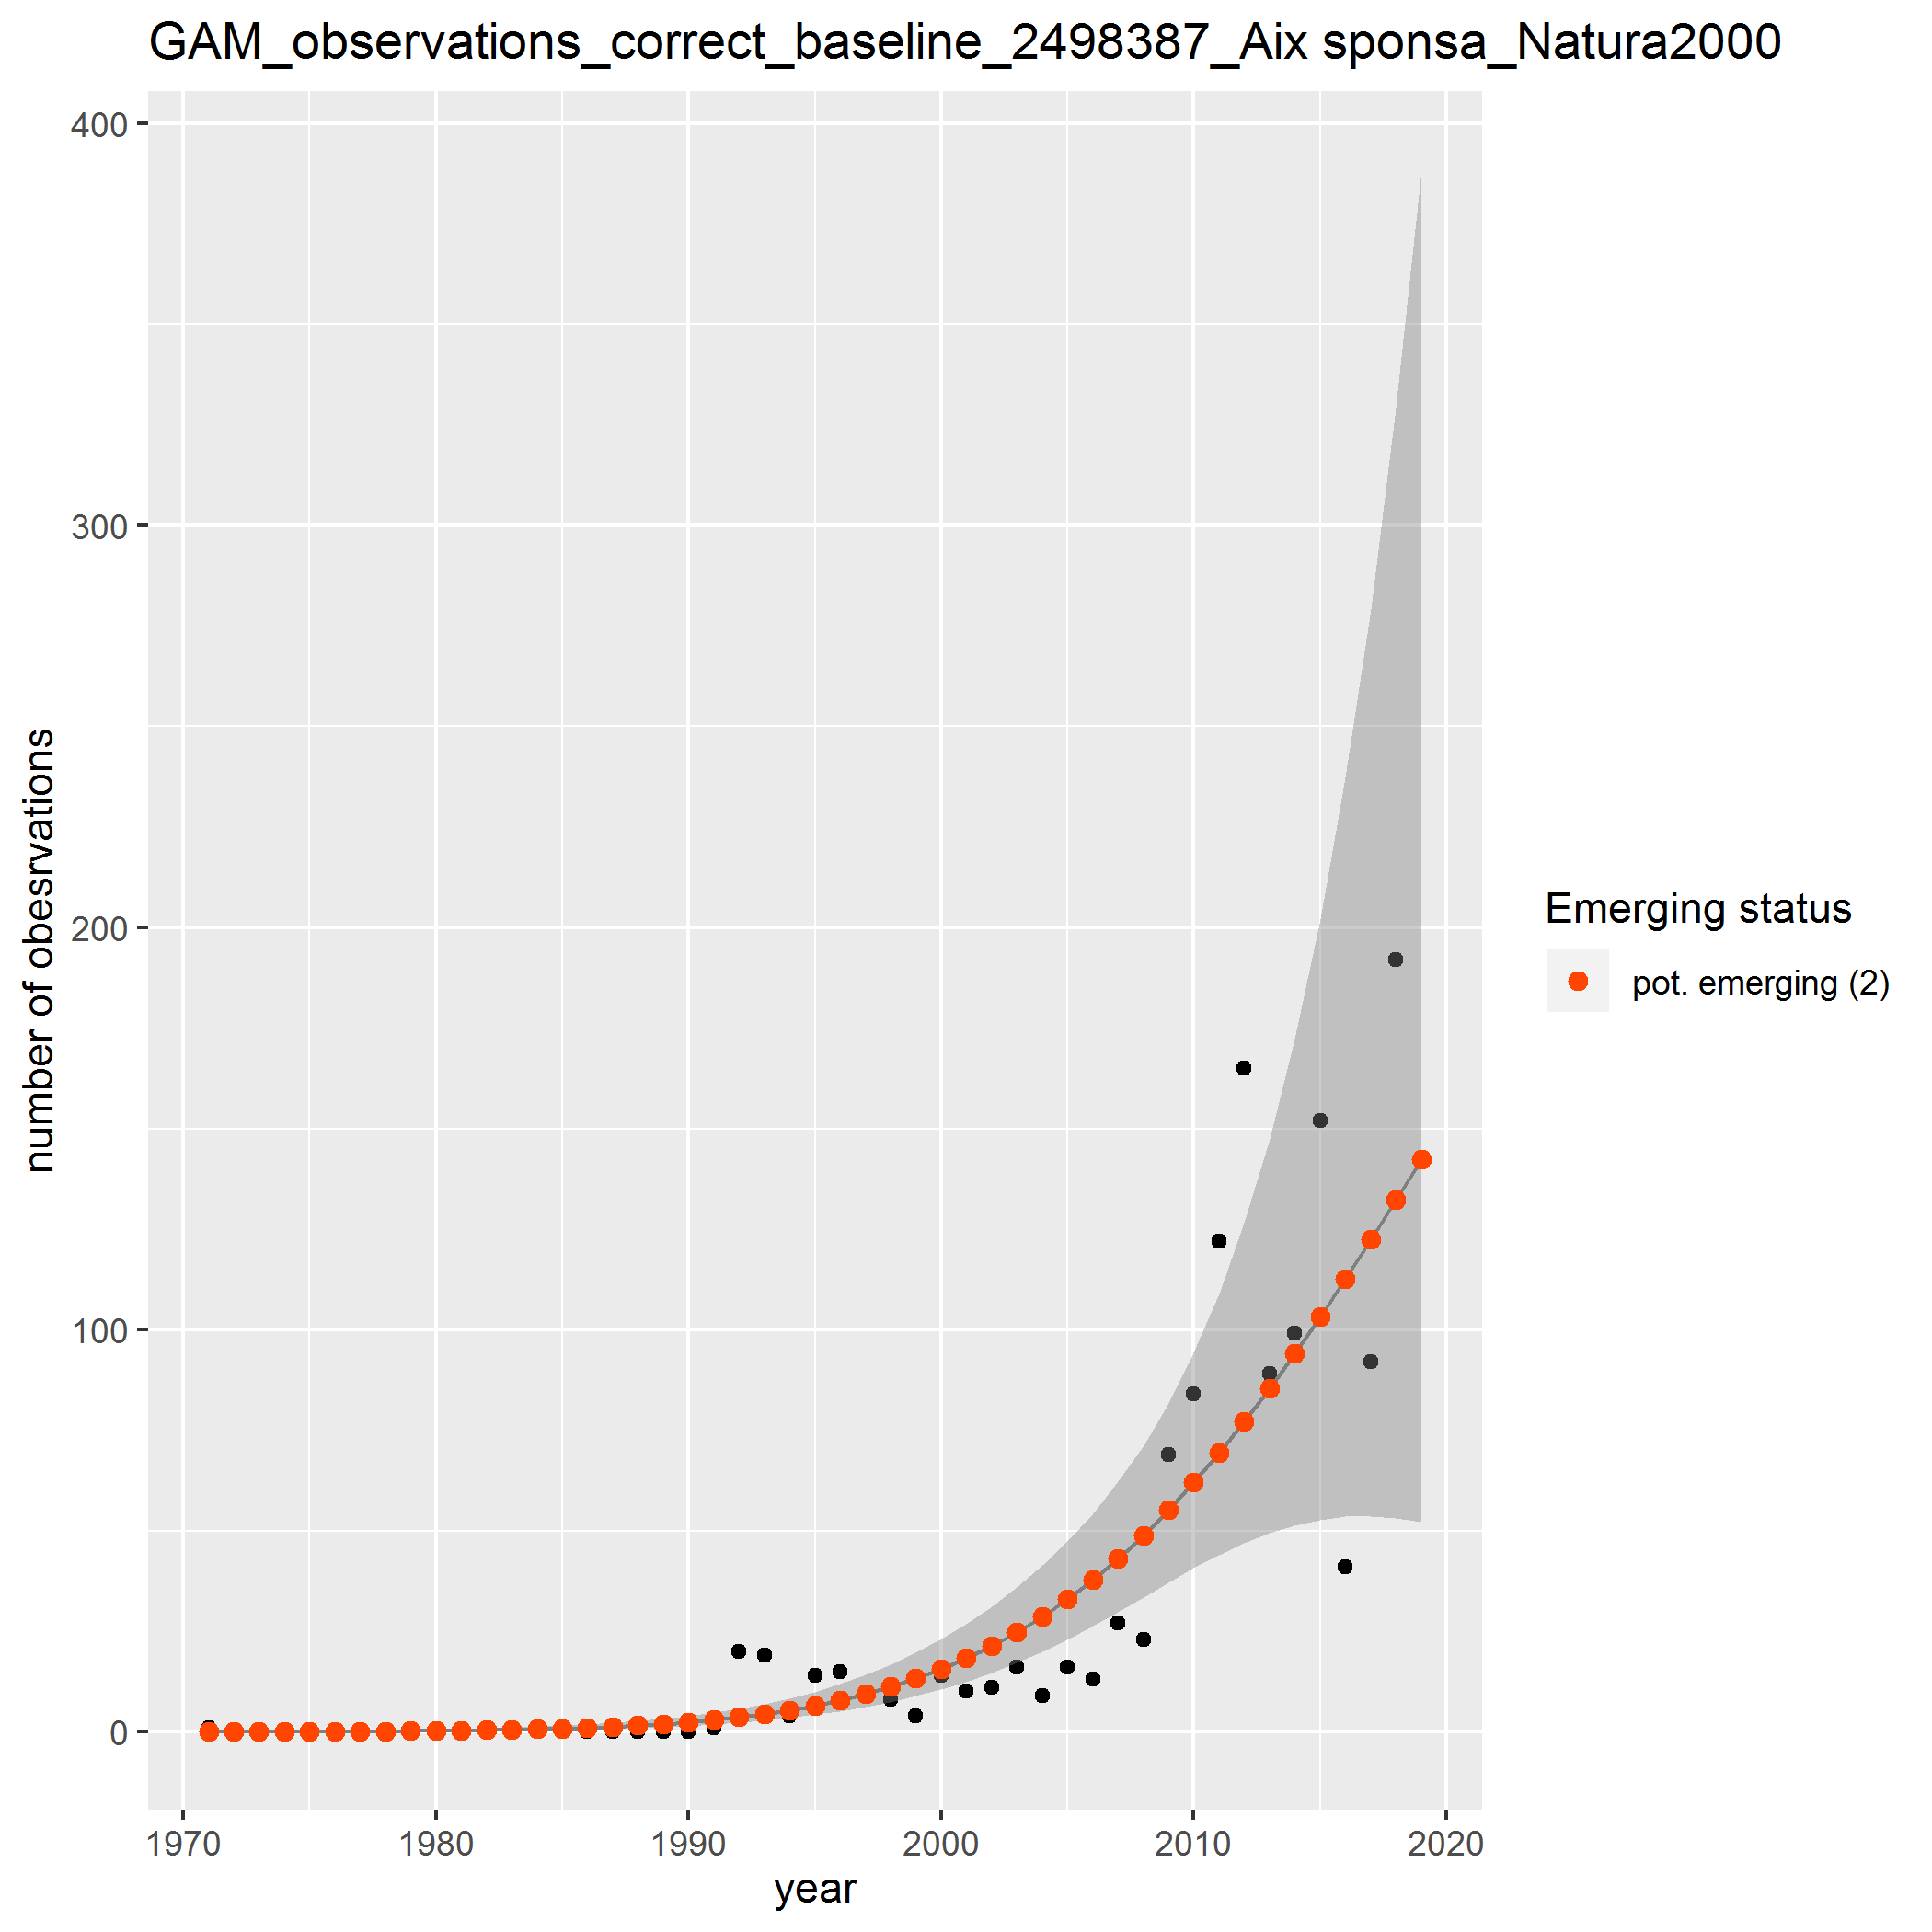 GAM_observations_correct_baseline_2498387_Aix sponsa_Natura2000
number of obesrvations
400
300
200
100
0
1970
1980
1990
2000
2010
2020
year
Emerging status
pot. emerging (2)